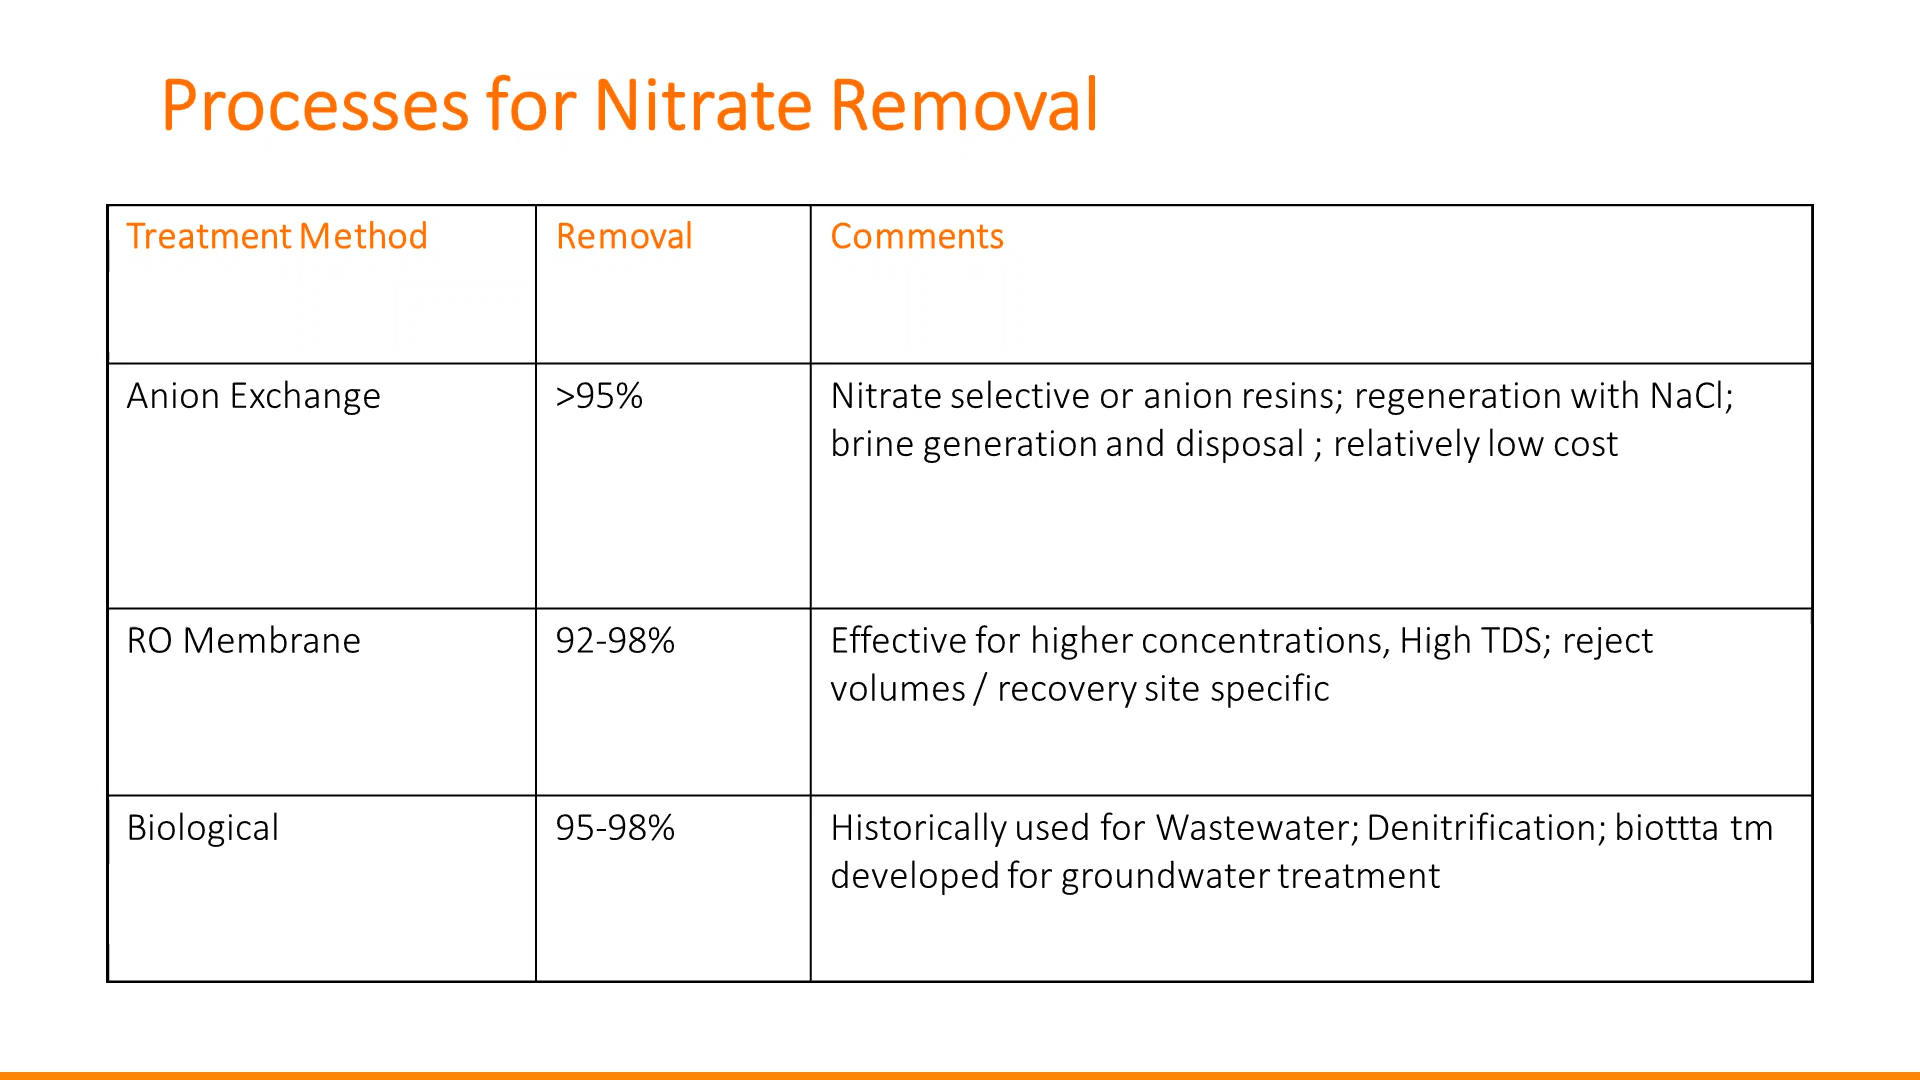 Processes for Nitrate Removal
Treatment Method
Removal
Comments
Anion Exchange
>95%
Nitrate selective or anion resins; regeneration with NaCl;
brine generation and disposal ; relatively low cost
RO Membrane
92-98%
Effective for higher concentrations, High TDS; reject
volumes / recovery site specific
Biological
95-98%
Historically used for Wastewater; Denitrification; biottta tm
developed for groundwater treatment